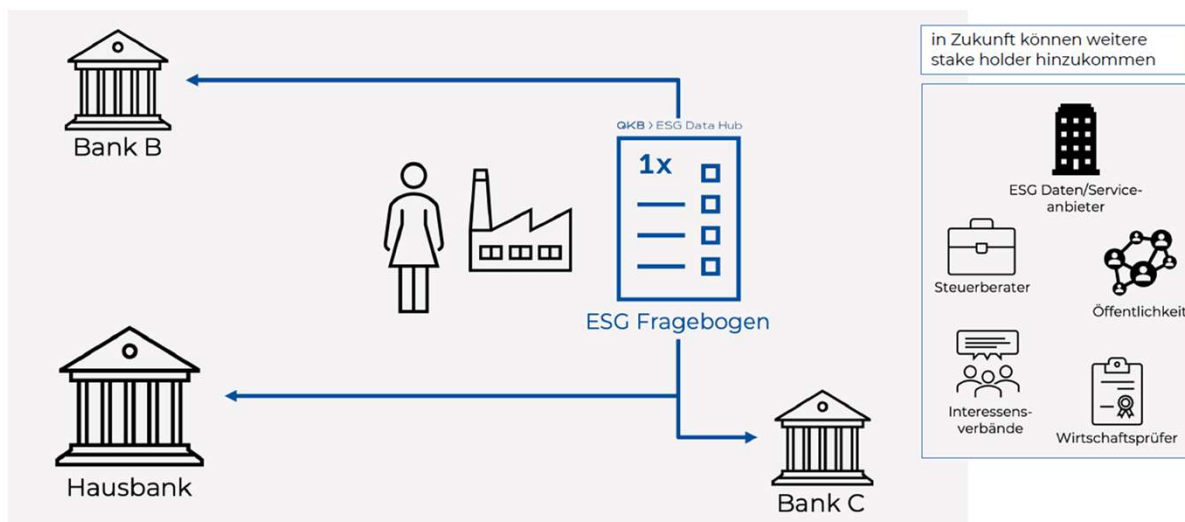 Bank B
Hausbank
OKB > ESG Data Hub
1x
ESG Fragebogen
Bank C
in Zukunft können weitere
stake holder hinzukommen
ESG Daten/Service-
anbieter
Steuerberater
Öffentlichkeit
Interessens-
verbände
Wirtschaftsprüfer